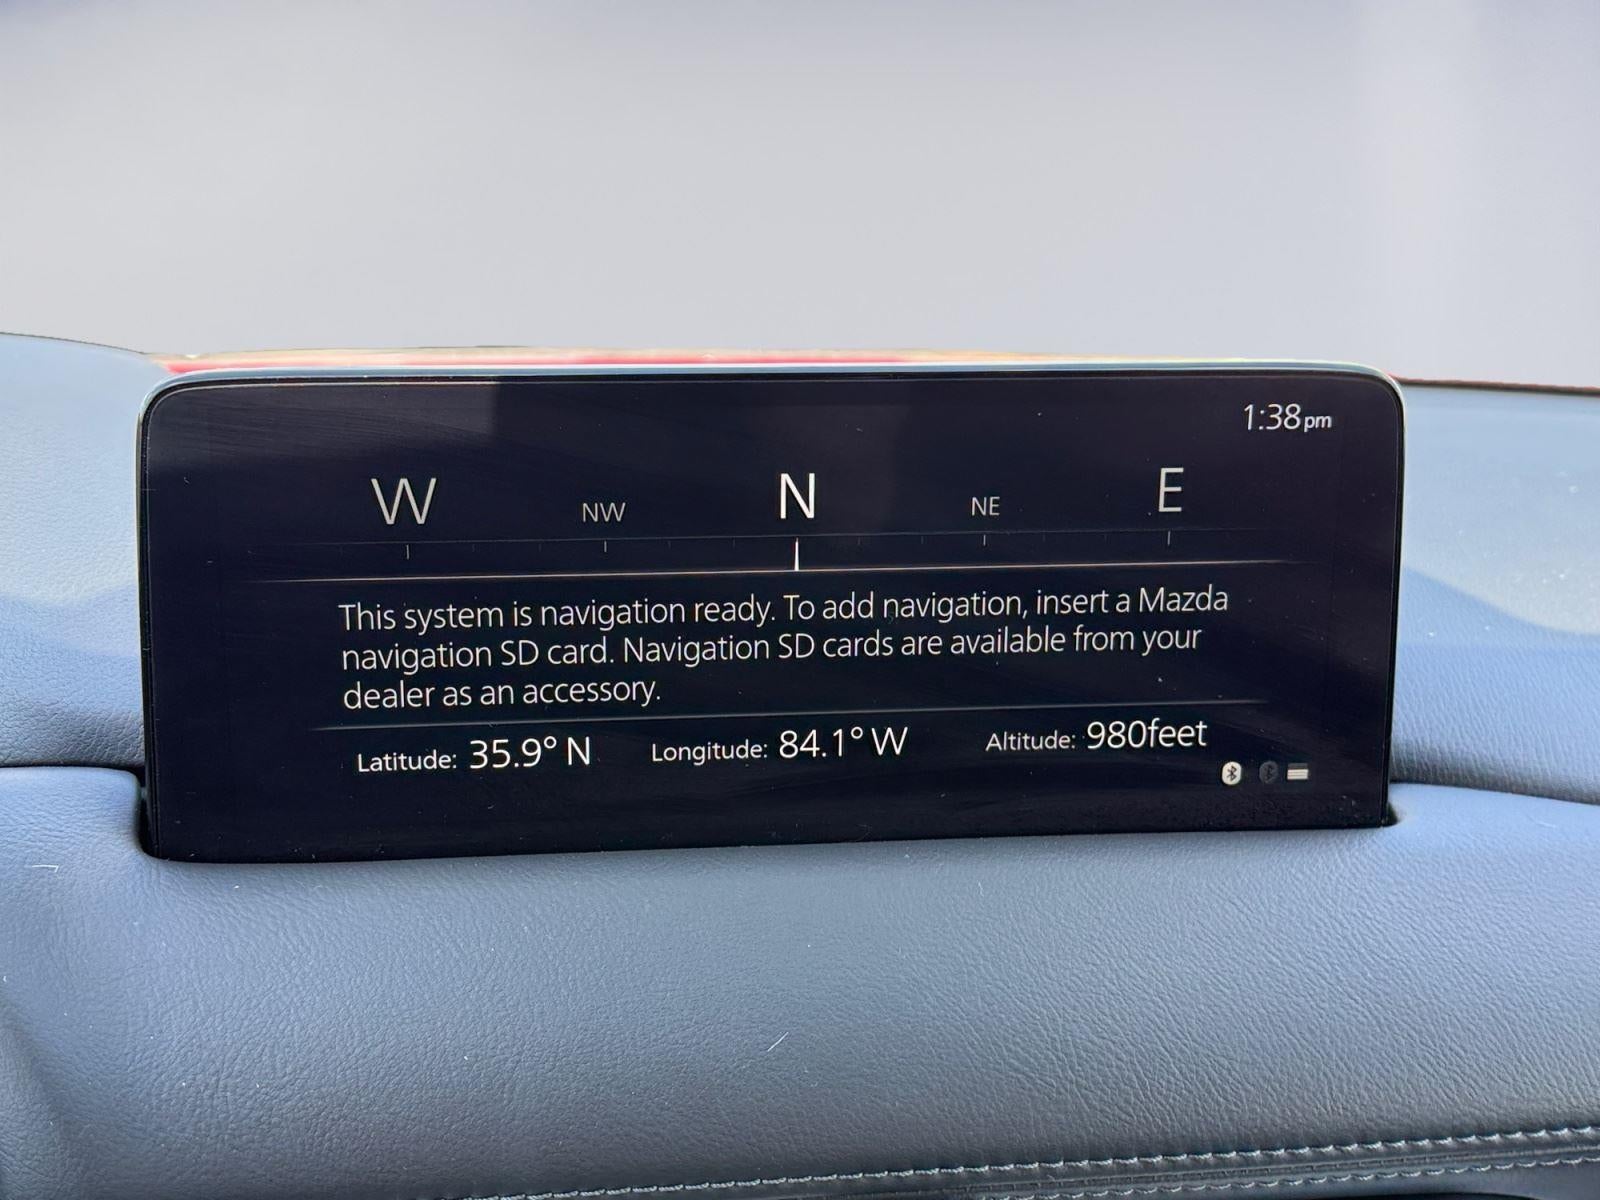 1:38pm
W NW N NE E
This system is navigation ready. To add navigation, insert a Mazda
navigation SD card. Navigation SD cards are available from your
dealer as an accessory.
Latitude: 35.9° N Longitude: 84.1° W Altitude: 980feet